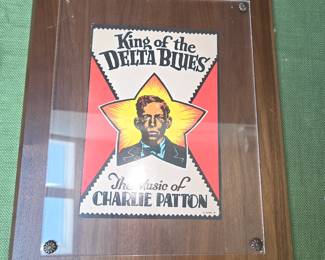 King of the
DELTA BLUES
The Music of
CHARLIE PATTON